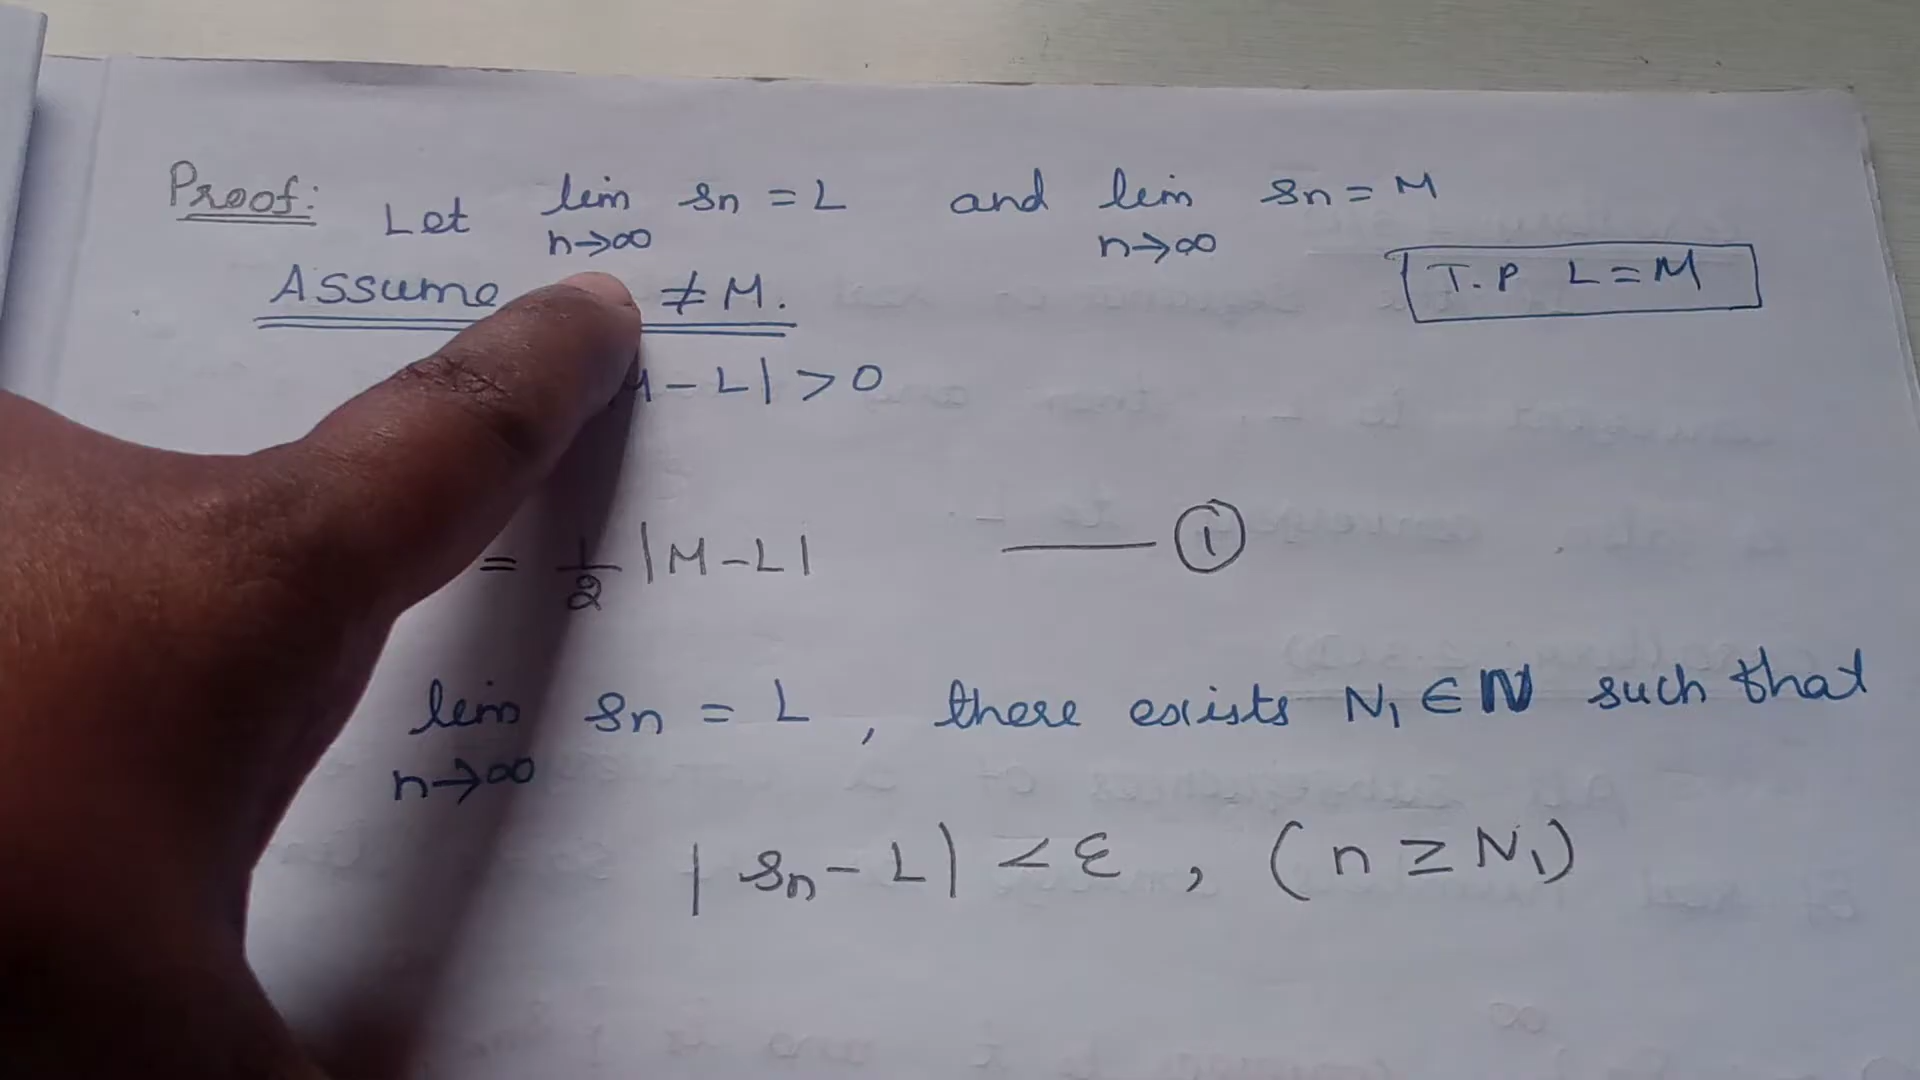 Proof: Let lim n→∞ sn = L and lim n→∞ sn = M
Assume ≠ M.
T.P L = M
- L| > 0
= 1/2 |M - L| —— ①
lim n→∞ sn = L, there exists N₁ ∈ ℕ such that
|sn - L| < ε, (n ≥ N₁)